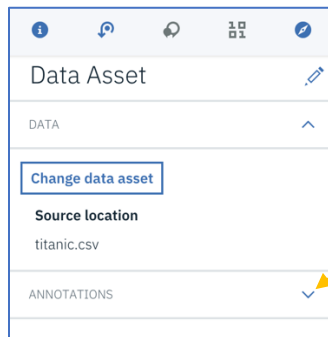 Data Asset
DATA
Change data asset
Source location
titanic.csv
ANNOTATIONS